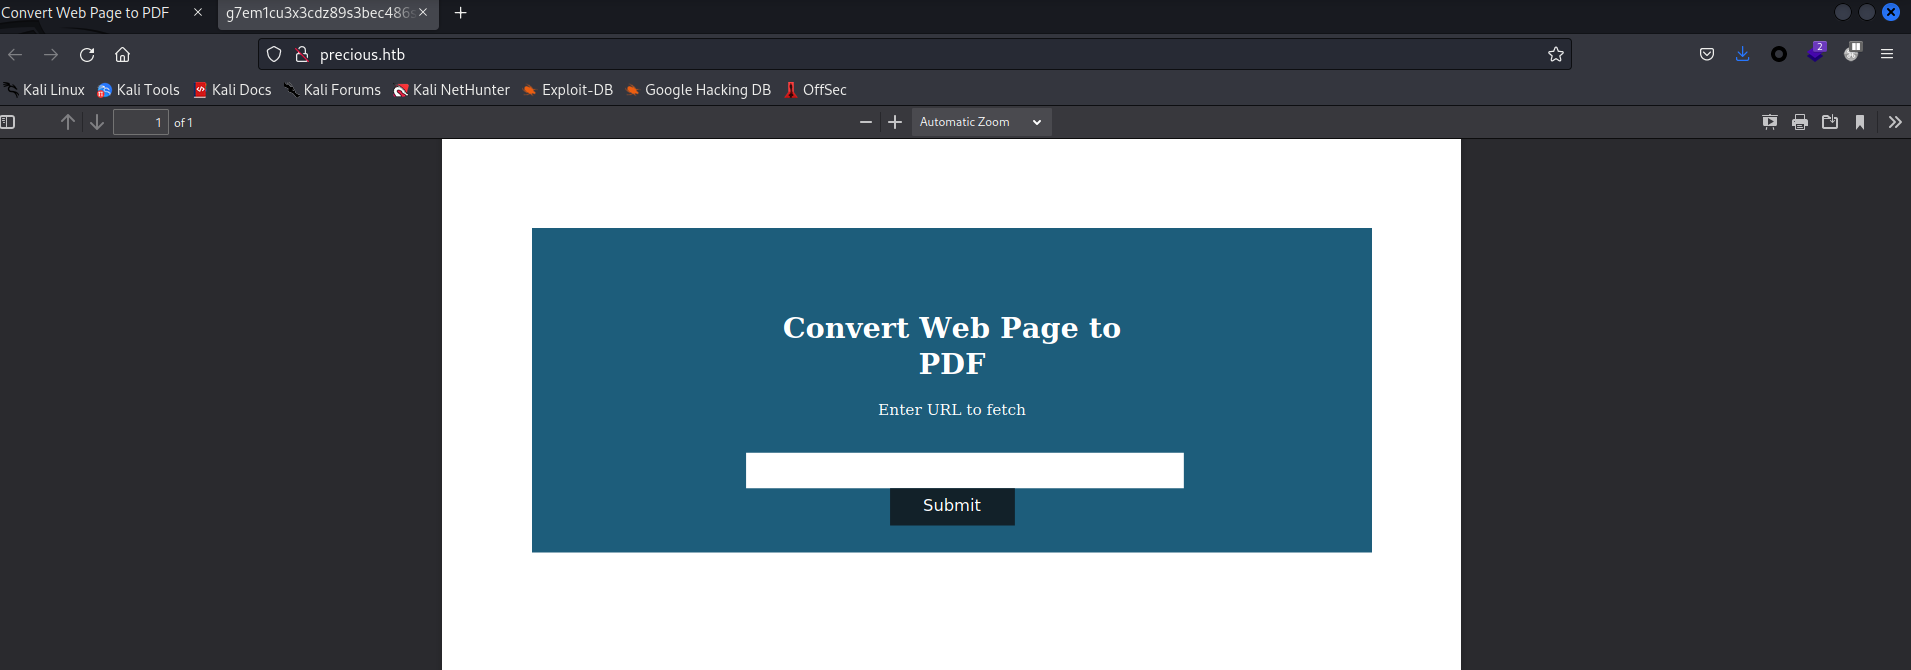 Convert Web Page to PDF
g7em1cu3x3cdz89s3bec486s
precious.htb
2
Kali Linux Kali Tools Kali Docs Kali Forums Kali NetHunter Exploit-DB Google Hacking DB OffSec
1 of 1 Automatic Zoom
Convert Web Page to
PDF
Enter URL to fetch
Submit